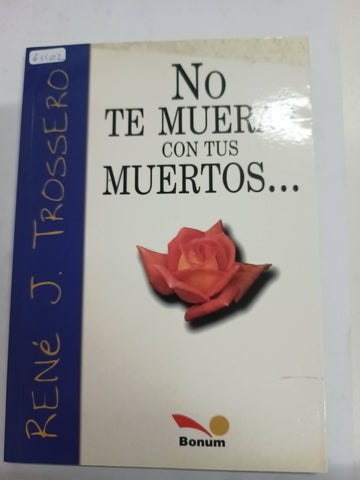 No
TE MUERA
CON TUS
MUERTOS...
RENé J. TROSSERO
Bonum